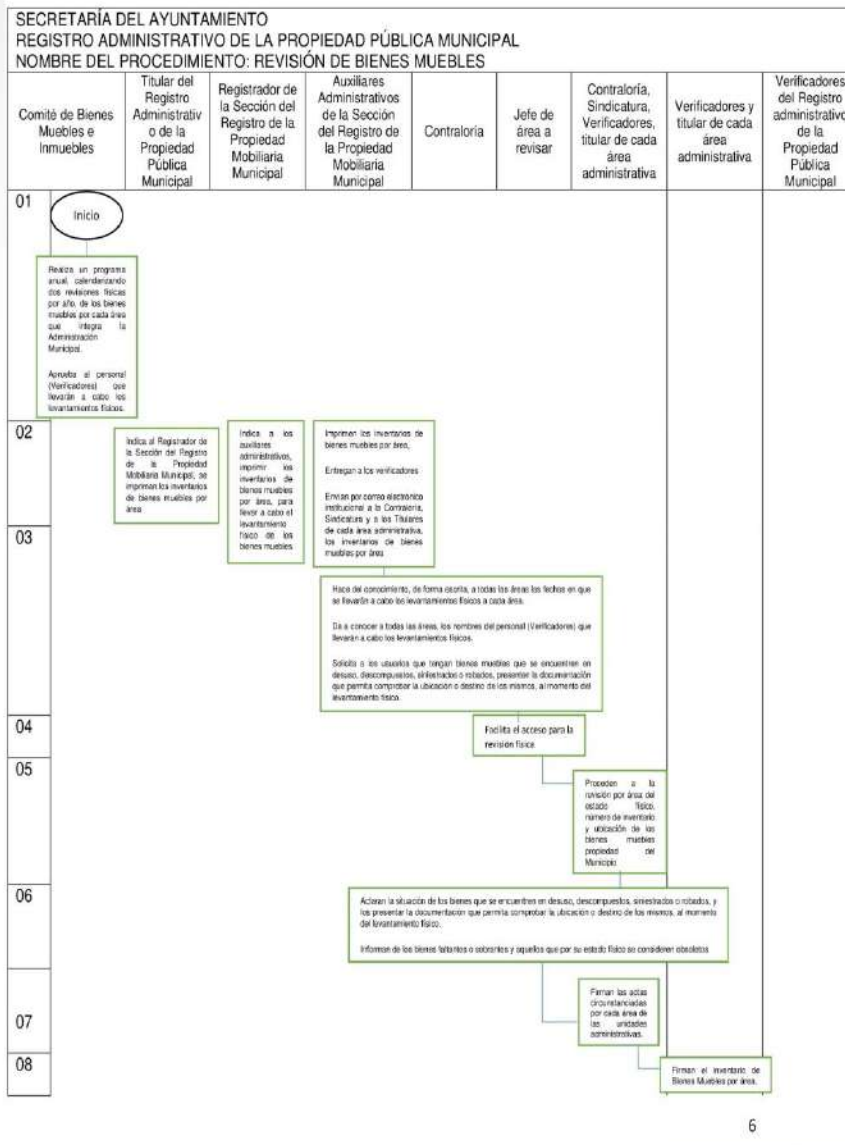 SECRETARÍA DEL AYUNTAMIENTO
REGISTRO ADMINISTRATIVO DE LA PROPIEDAD PÚBLICA MUNICIPAL
NOMBRE DEL PROCEDIMIENTO: REVISIÓN DE BIENES MUEBLES
Comité de Bienes
Muebles e
Inmuebles
Titular del
Registro
Administrativ
o de la
Propiedad
Pública
Municipal
Registrador de
la Sección del
Registro de la
Propiedad
Mobiliaria
Municipal
Auxiliares
Administrativos
de la Sección
del Registro de
la Propiedad
Mobiliaria
Municipal
Contraloría
Jefe de
área a
revisar
Contraloría,
Sindicatura,
Verificadores,
titular de cada
área
administrativa
Verificadores y
titular de cada
área
administrativa
Verificadores
del Registro
administrativo
de la
Propiedad
Pública
Municipal
01
Inicio
Realiza un programa
anual, calendarizando
dos revisiones físicas
por año, de los bienes
muebles por cada área
que integra la
Administración
Municipal.
Aprueba al personal
(Verificadores) que
llevarán a cabo los
levantamientos físicos.
02
Indica al Registrador de
la Sección del Registro
de la Propiedad
Mobiliaria Municipal, se
impriman los inventarios
de bienes muebles por
área
Indica a los
auxiliares
administrativos,
imprimir los
inventarios de
bienes muebles
por área, para
llevar a cabo el
levantamiento
físico de los
bienes muebles
Imprimen los inventarios de
bienes muebles por área,
Entregan a los verificadores
Envían por correo electrónico
institucional a la Contraloría,
Sindicatura y a los Titulares
de cada área administrativa,
los inventarios de bienes
muebles por área
03
Hace del conocimiento, de forma escrita, a todas las áreas las fechas en que
se llevarán a cabo los levantamientos físicos a cada área.
Da a conocer a todas las áreas, los nombres del personal (Verificadores) que
llevarán a cabo los levantamientos físicos.
Solicita a los usuarios que tengan bienes muebles que se encuentren en
desuso, descompuestos, siniestrados o robados, presenten la documentación
que permita comprobar la ubicación o destino de los mismos, al momento del
levantamiento físico.
04
Facilita el acceso para la
revisión física
05
Proceden a la
revisión por área del
estado físico,
número de inventario
y ubicación de los
bienes muebles
propiedad del
Municipio
06
Aclaran la situación de los bienes que se encuentren en desuso, descompuestos, siniestrados o robados, y
los presentar la documentación que permita comprobar la ubicación o destino de los mismos, al momento
del levantamiento físico.
Informan de los bienes faltantes o sobrantes y aquellos que por su estado físico se consideren obsoletos
07
Firman las actas
circunstanciadas
por cada área de
las unidades
administrativas.
08
Firman el inventario de
Bienes Muebles por área.
6